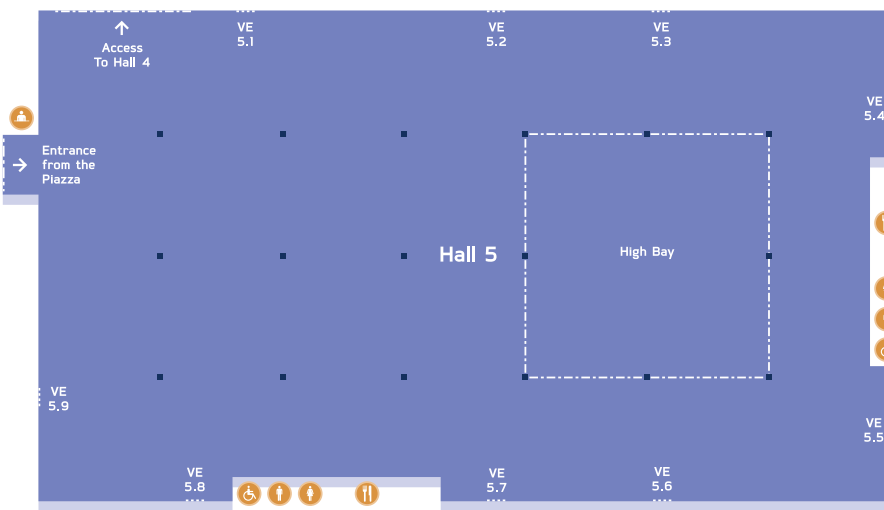 VE
5.1
VE
5.2
VE
5.3
Access
To Hall 4
VE
5.4
Entrance
from the
Piazza
Hall 5
High Bay
VE
5.9
VE
5.5
VE
5.8
VE
5.7
VE
5.6